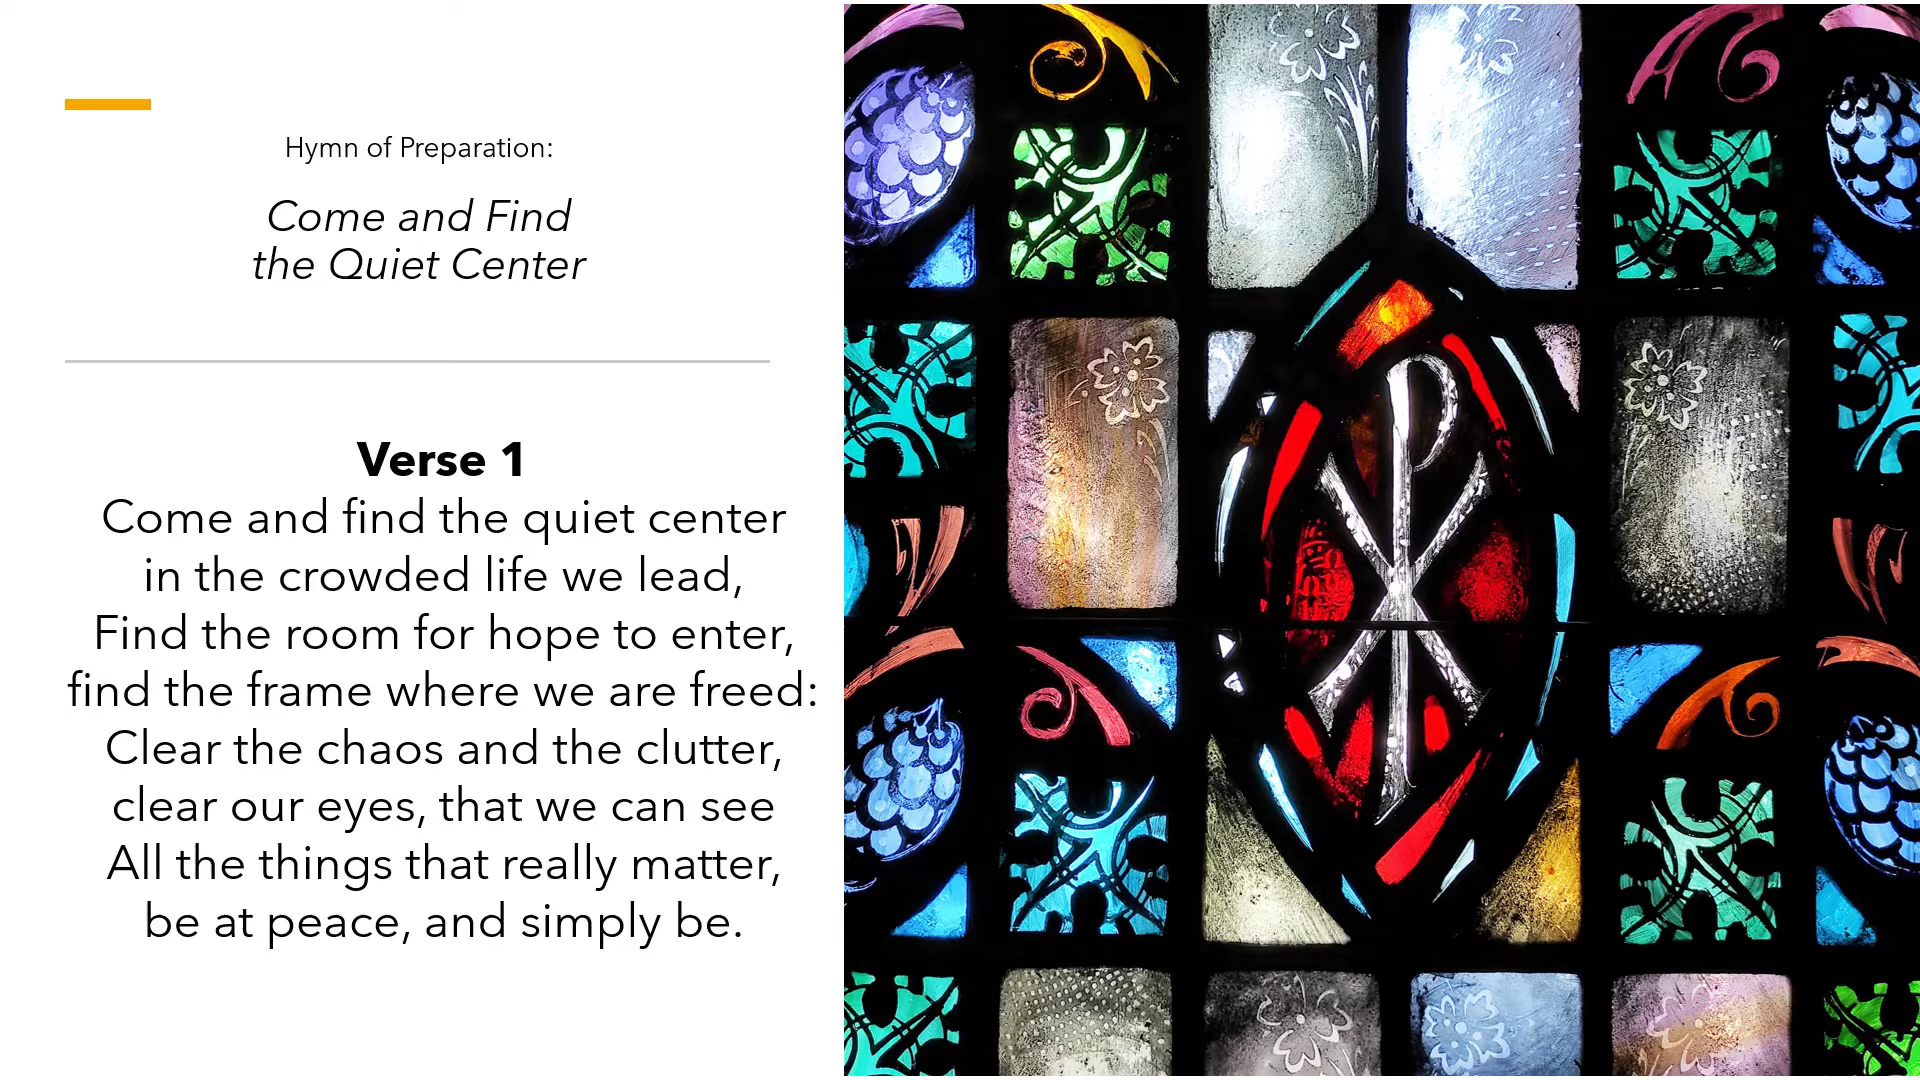 Hymn of Preparation:
Come and Find
the Quiet Center
Verse 1
Come and find the quiet center
in the crowded life we lead,
Find the room for hope to enter,
find the frame where we are freed:
Clear the chaos and the clutter,
clear our eyes, that we can see
All the things that really matter,
be at peace, and simply be.